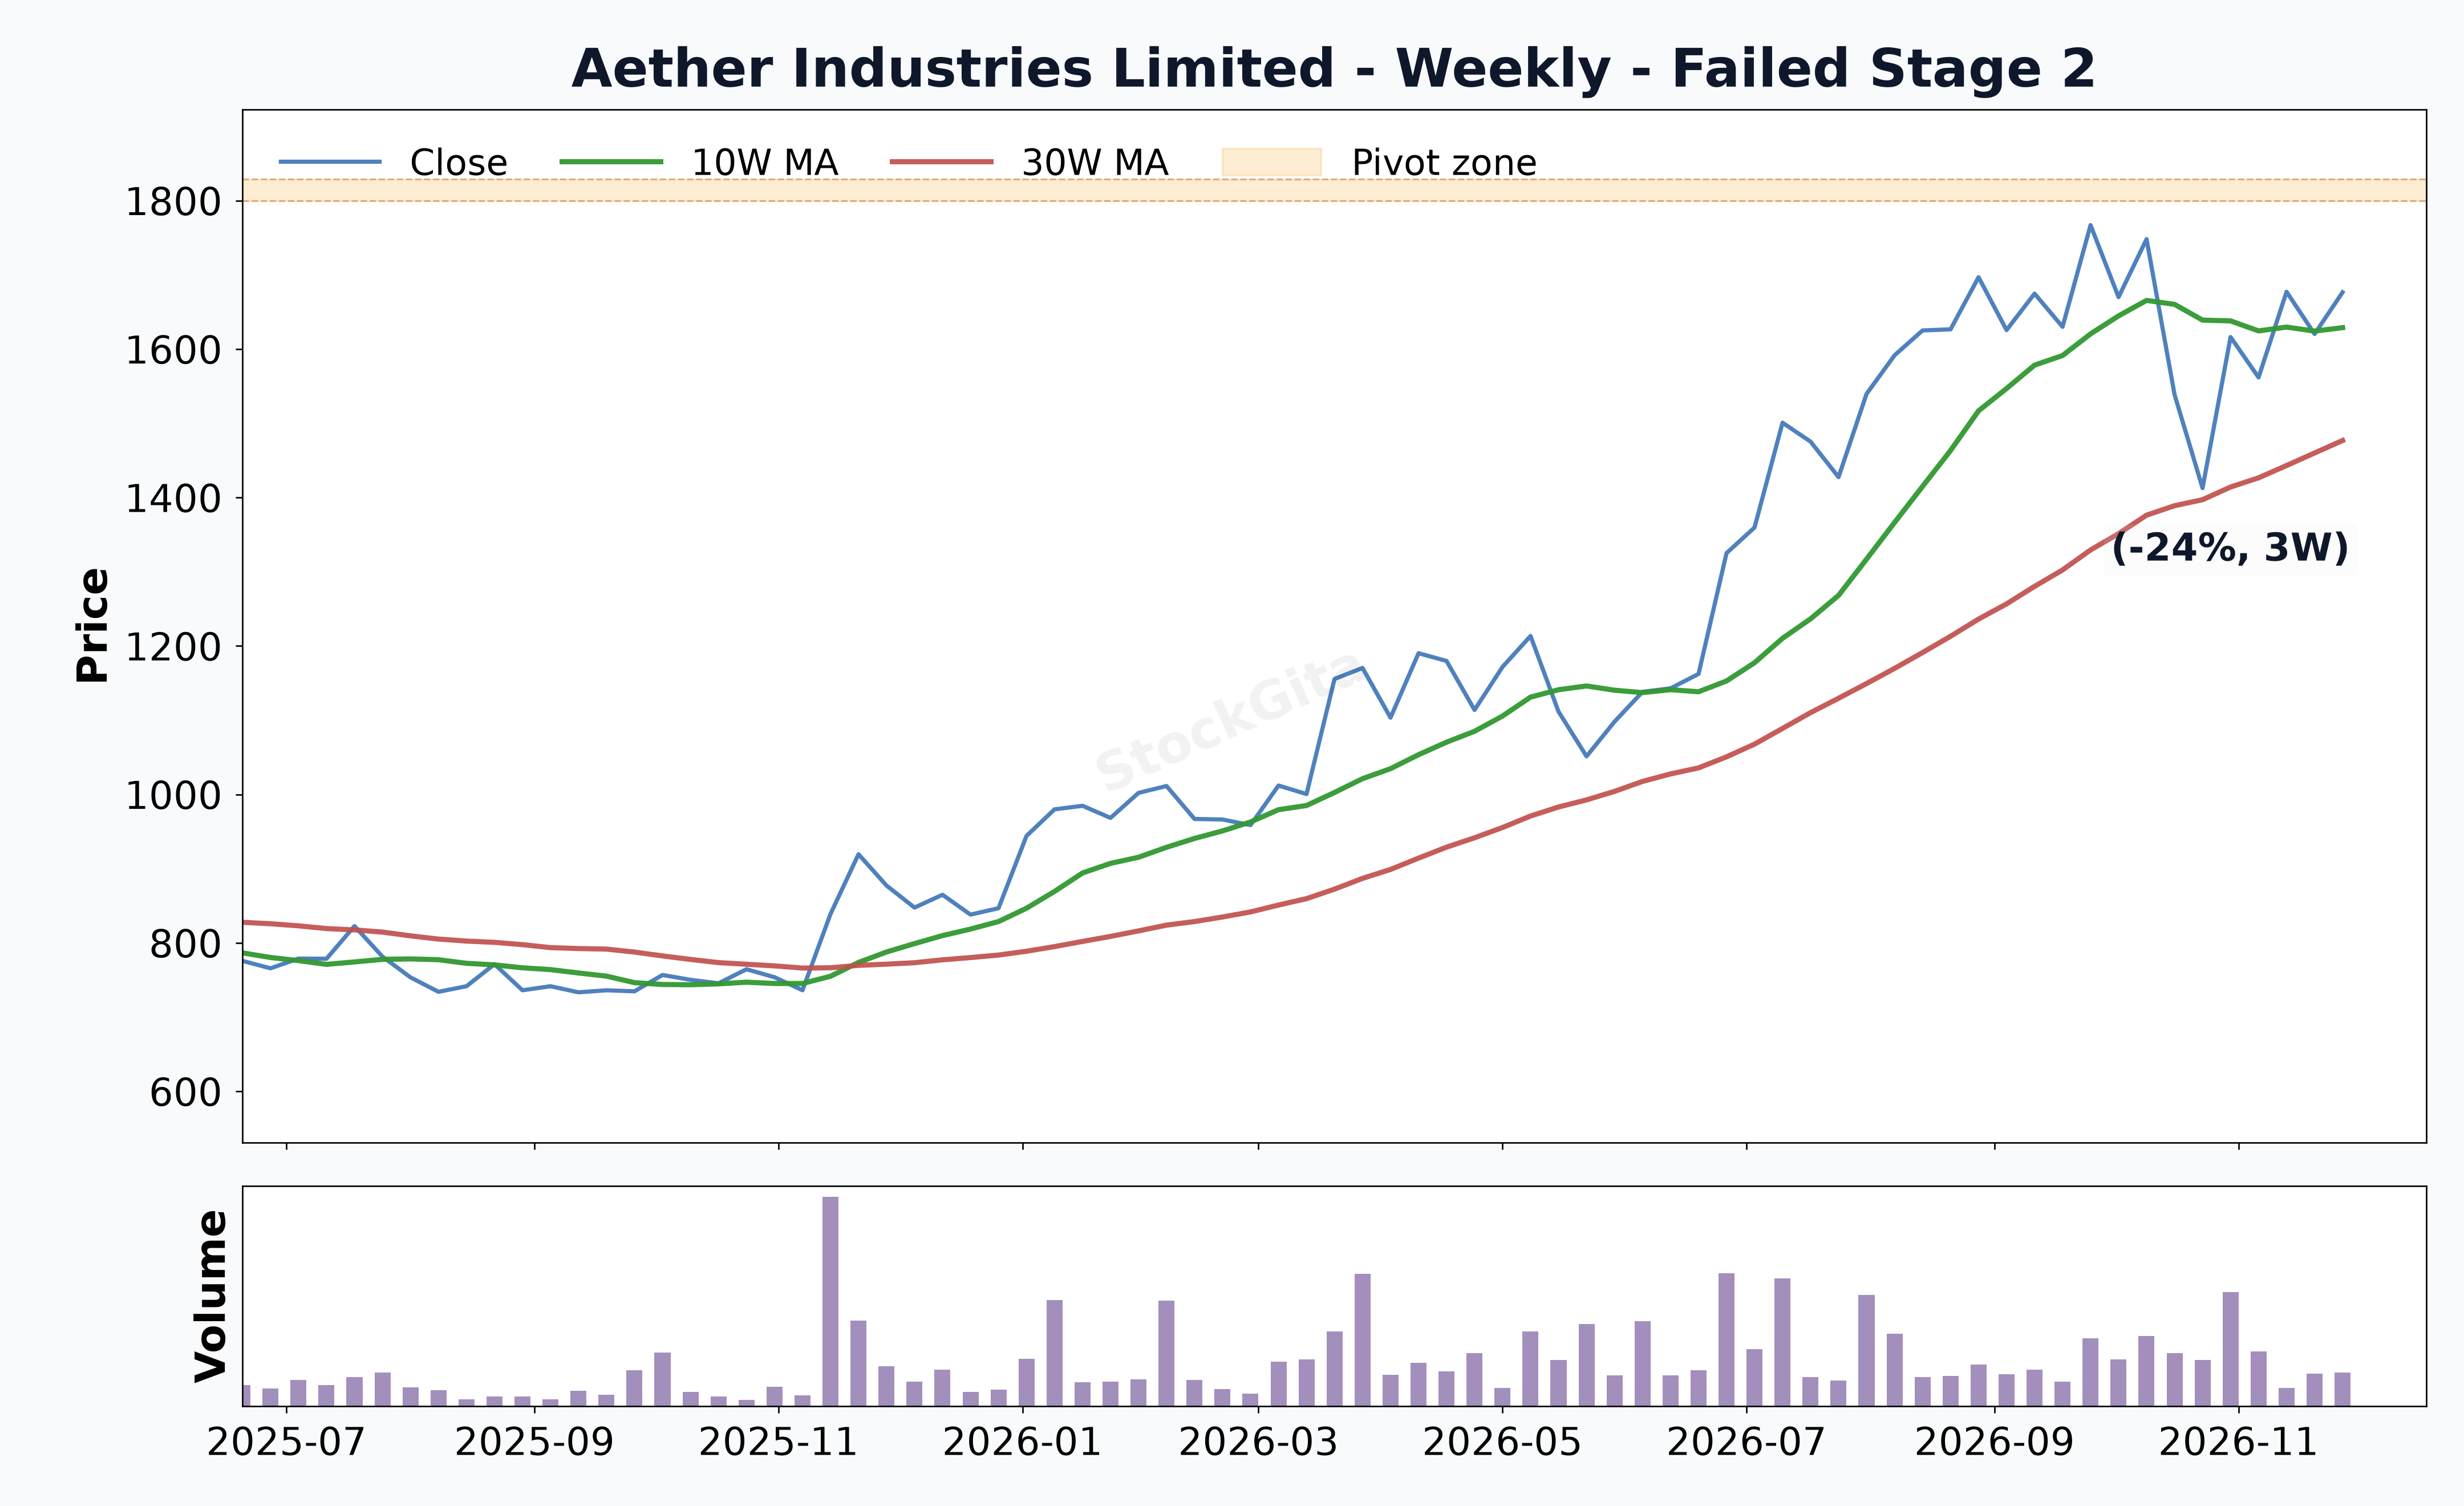 Aether Industries Limited - Weekly - Failed Stage 2
Close 10W MA 30W MA Pivot zone
1800
1600
1400
1200
1000
800
600
Price
(-24%, 3W)
StockGita
Volume
2025-07 2025-09 2025-11 2026-01 2026-03 2026-05 2026-07 2026-09 2026-11